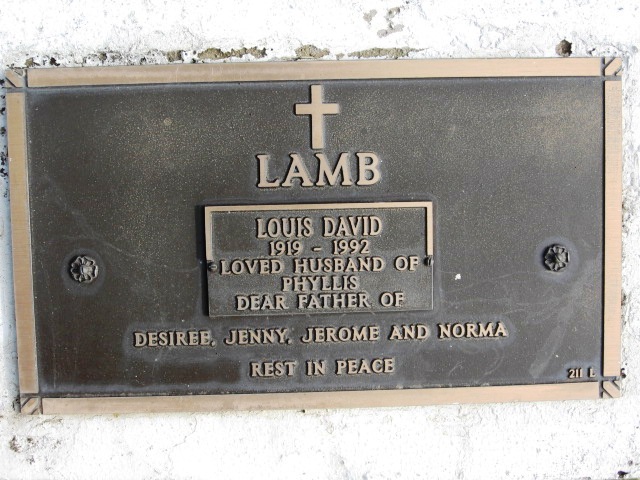 LAMB
LOUIS DAVID
1919 - 1992
LOVED HUSBAND OF
PHYLLIS
DEAR FATHER OF
DESIREE, JENNY, JEROME AND NORMA
REST IN PEACE
211 E